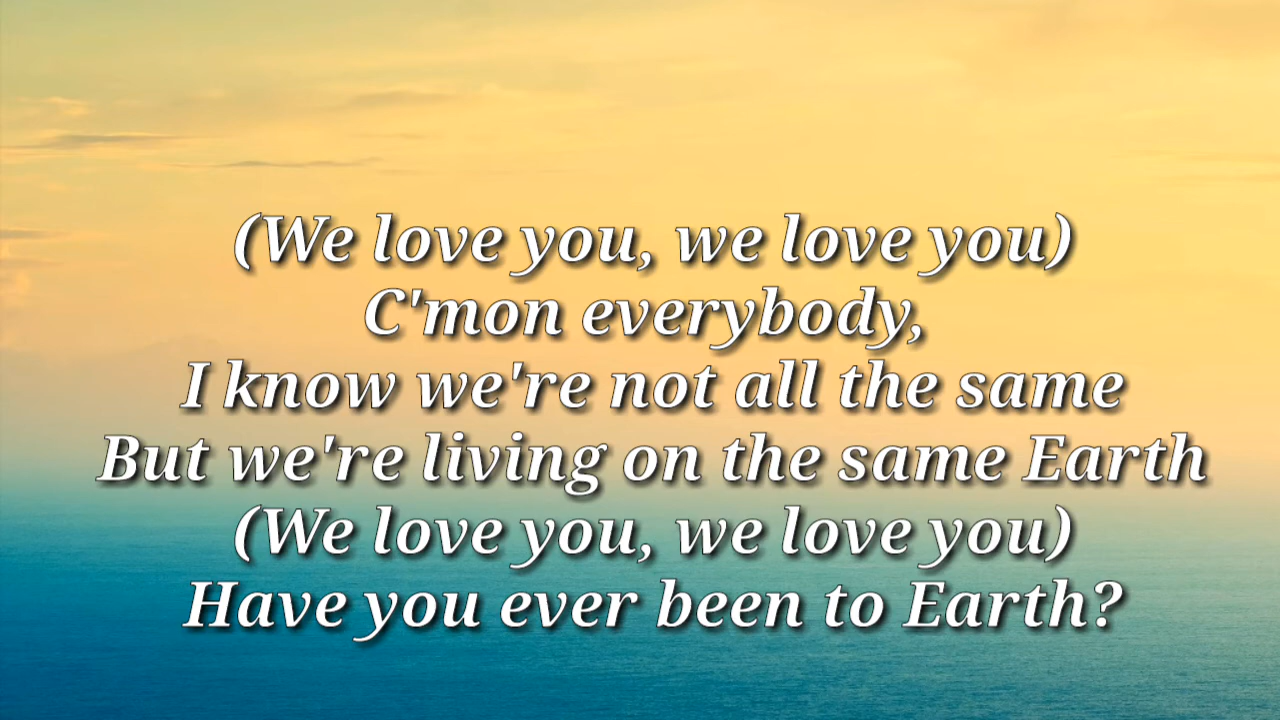 (We love you, we love you)
C'mon everybody,
I know we're not all the same
But we're living on the same Earth
(We love you, we love you)
Have you ever been to Earth?